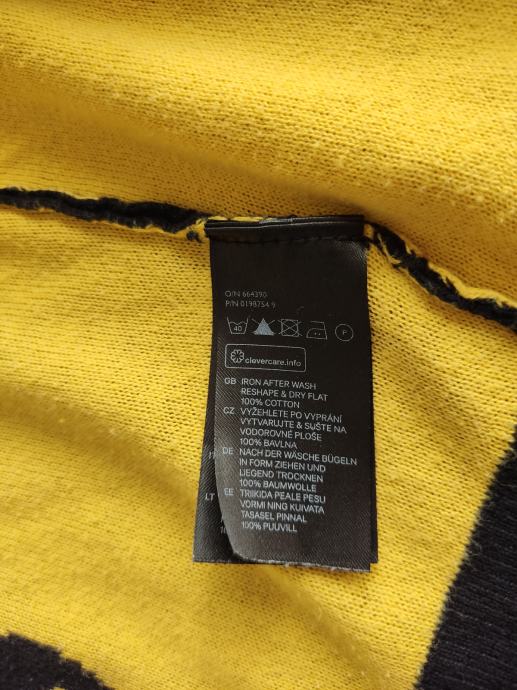 O/N 664390
P/N 0198754 9
40 P
clevercare.info
GB IRON AFTER WASH
RESHAPE & DRY FLAT
100% COTTON
CZ VYŽEHLETE PO VYPRÁNÍ
VYTVARUJTE & SUŠTE NA
VODOROVNÉ PLOŠE
100% BAVLNA
DE NACH DER WÄSCHE BÜGELN
IN FORM ZIEHEN UND
LIEGEND TROCKNEN
100% BAUMWOLLE
LT EE TRIIKIDA PEALE PESU
VORMI NING KUIVATA
TASASEL PINNAL
100% PUUVILL